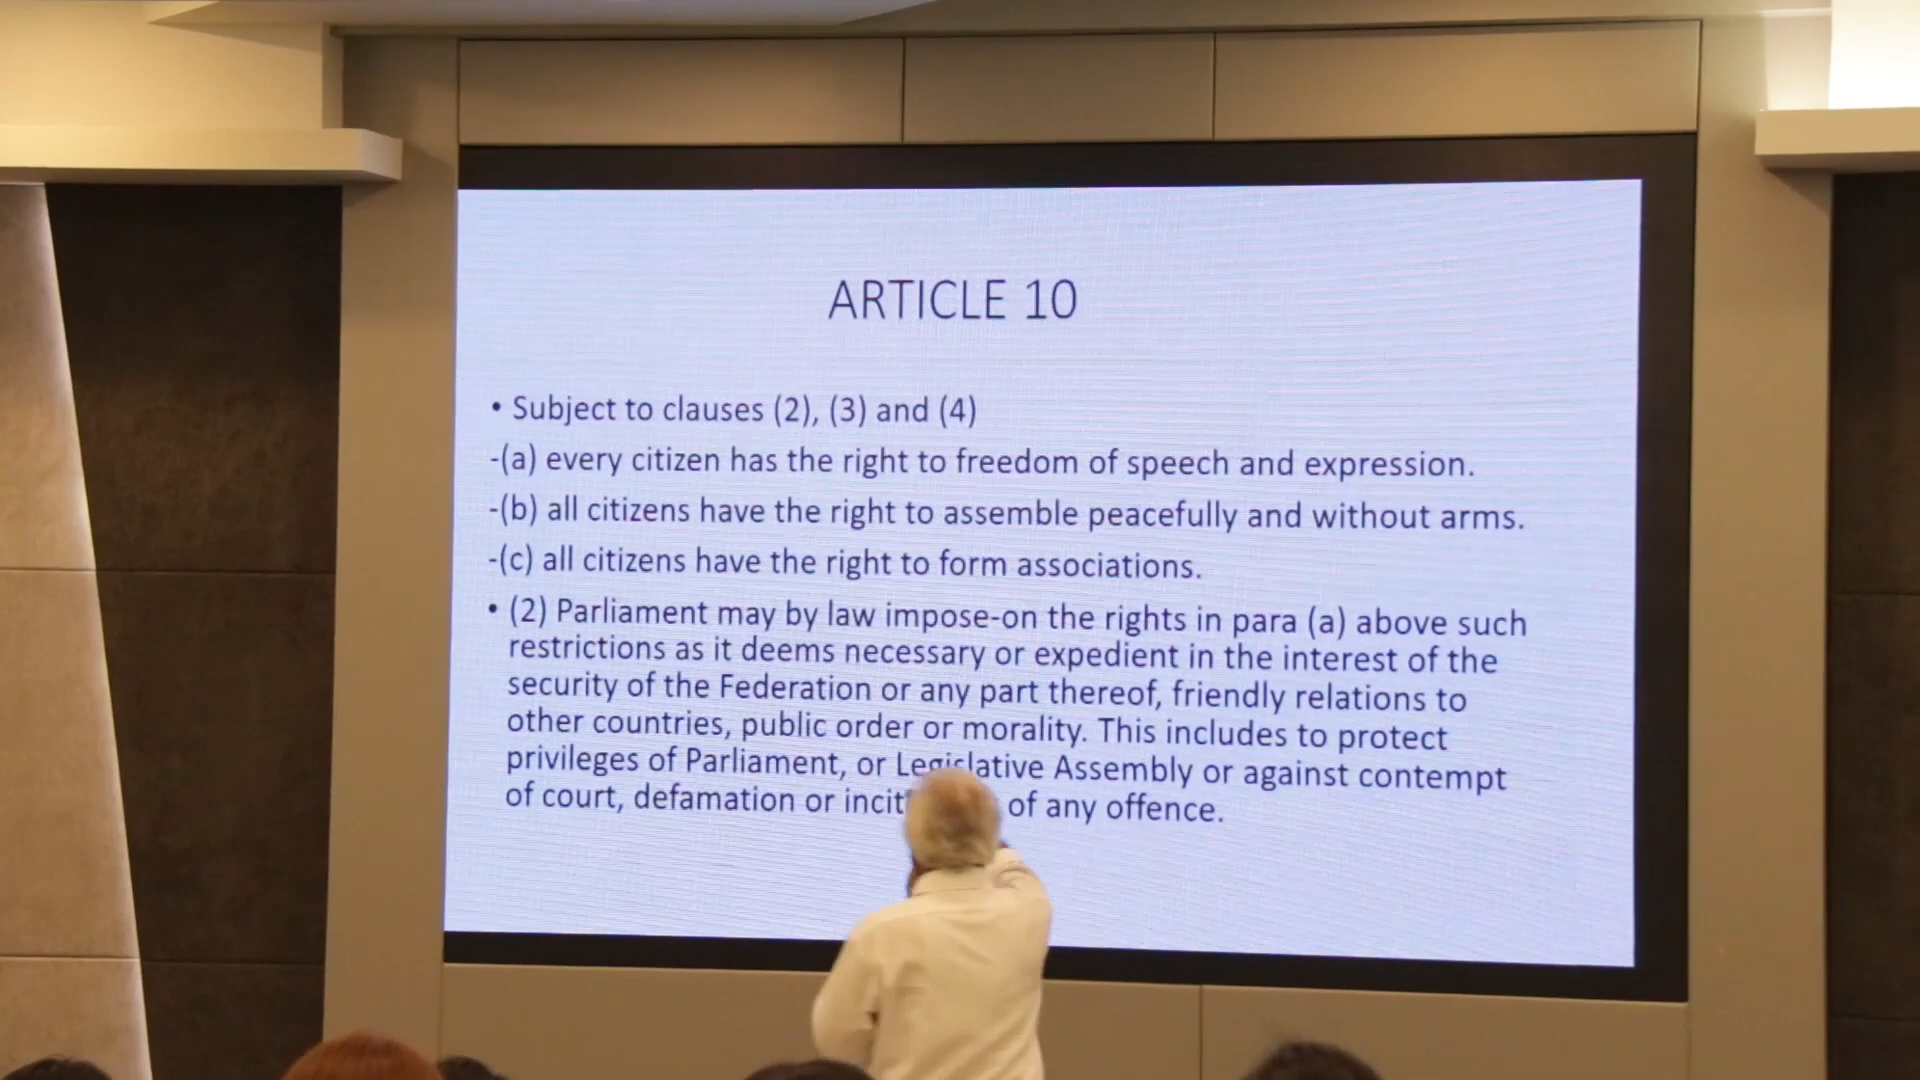 ARTICLE 10
• Subject to clauses (2), (3) and (4)
-(a) every citizen has the right to freedom of speech and expression.
-(b) all citizens have the right to assemble peacefully and without arms.
-(c) all citizens have the right to form associations.
• (2) Parliament may by law impose-on the rights in para (a) above such
restrictions as it deems necessary or expedient in the interest of the
security of the Federation or any part thereof, friendly relations to
other countries, public order or morality. This includes to protect
privileges of Parliament, or Legislative Assembly or against contempt
of court, defamation or of any offence.